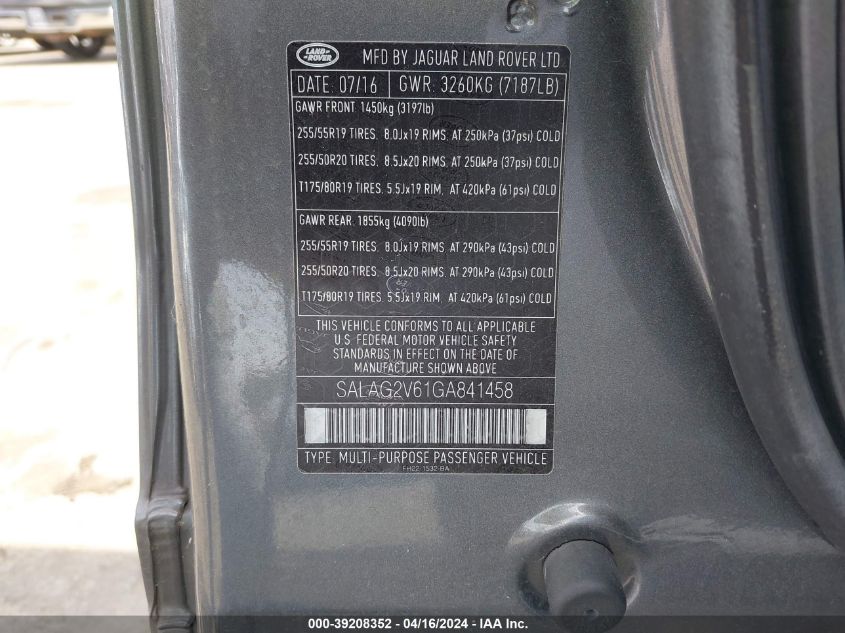 LAND ROVER MFD BY JAGUAR LAND ROVER LTD
DATE: 07/16 GWR: 3260KG (7187LB)
GAWR FRONT 1450kg (3197lb)
255/55R19 TIRES. 8.0Jx19 RIMS. AT 250kPa (37psi) COLD
255/50R20 TIRES. 8.5Jx20 RIMS. AT 250kPa (37psi) COLD
T175/80R19 TIRES. 5.5Jx19 RIM, AT 420kPa (61psi) COLD
GAWR REAR. 1855kg (4090lb)
255/55R19 TIRES. 8.0Jx19 RIMS. AT 290kPa (43psi) COLD
255/50R20 TIRES. 8.5Jx20 RIMS. AT 290kPa (43psi) COLD
T175/80R19 TIRES. 5.5Jx19 RIM, AT 420kPa (61psi) COLD
THIS VEHICLE CONFORMS TO ALL APPLICABLE
U.S. FEDERAL MOTOR VEHICLE SAFETY
STANDARDS IN EFFECT ON THE DATE OF
MANUFACTURE SHOWN ABOVE.
SALAG2V61GA841458
TYPE: MULTI-PURPOSE PASSENGER VEHICLE
FH22 1532 BA
000-39208352 - 04/16/2024 - IAA Inc.